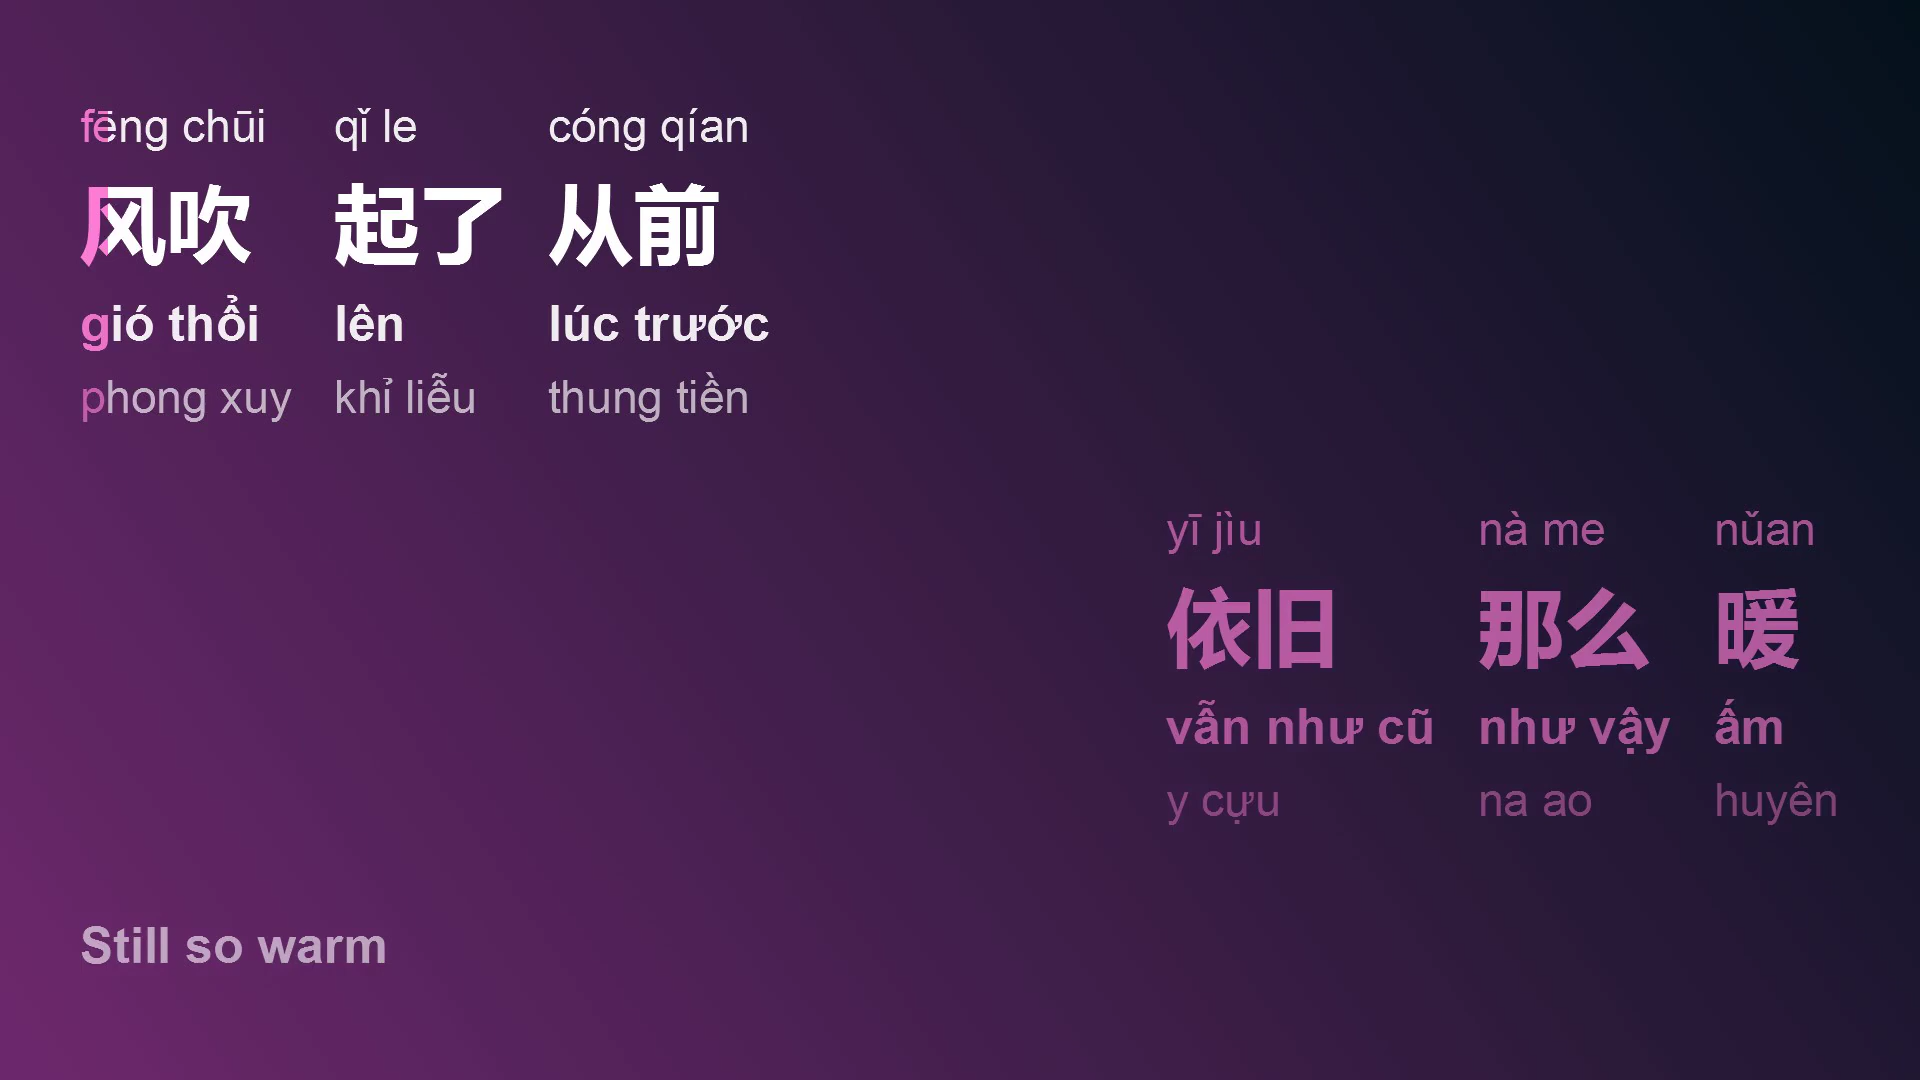 fēng chūi qǐ le cóng qían
风吹 起了 从前
gió thổi lên lúc trước
phong xuy khỉ liễu thung tiền
yī jìu nà me nǔan
依旧 那么 暖
vẫn như cũ như vậy ấm
y cựu na ao huyên
Still so warm